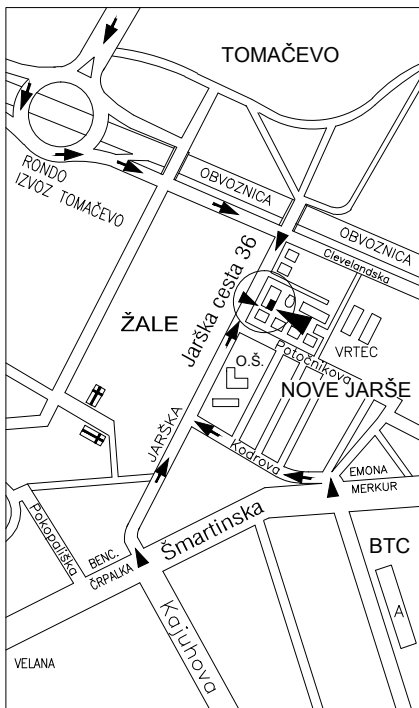 TOMAČEVO
RONDO
IZVOZ TOMAČEVO
OBVOZNICA
OBVOZNICA
Clevelandska
Jarška cesta 36
ŽALE
VRTEC
Potočnikova
O.Š.
NOVE JARŠE
JARŠKA
Kodrova
EMONA
MERKUR
Pokopališka
Šmartinska
BENC.
ČRPALKA
BTC
Kajuhova
A
VELANA